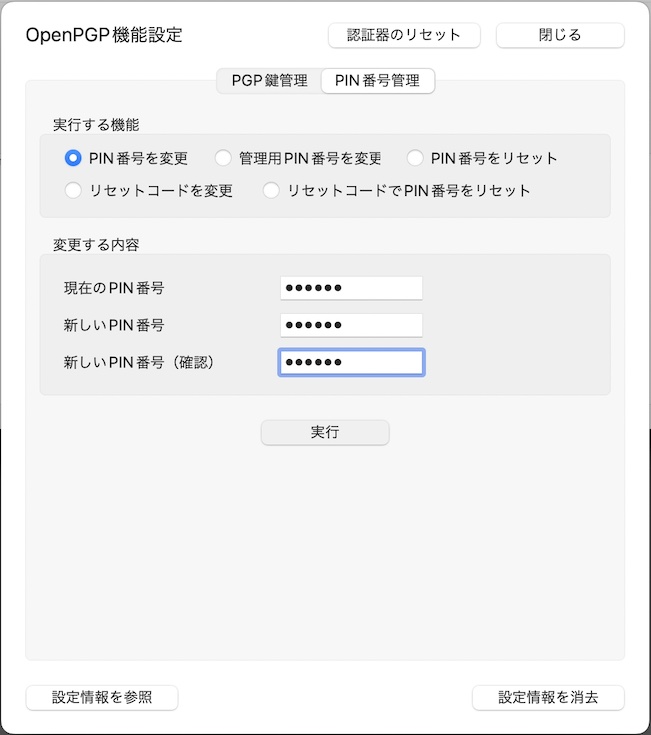 OpenPGP機能設定 認証器のリセット 閉じる
PGP鍵管理 PIN番号管理
実行する機能
PIN番号を変更 管理用PIN番号を変更 PIN番号をリセット
リセットコードを変更 リセットコードでPIN番号をリセット
変更する内容
現在のPIN番号 ●●●●●●
新しいPIN番号 ●●●●●●
新しいPIN番号（確認） ●●●●●●
実行
設定情報を参照 設定情報を消去